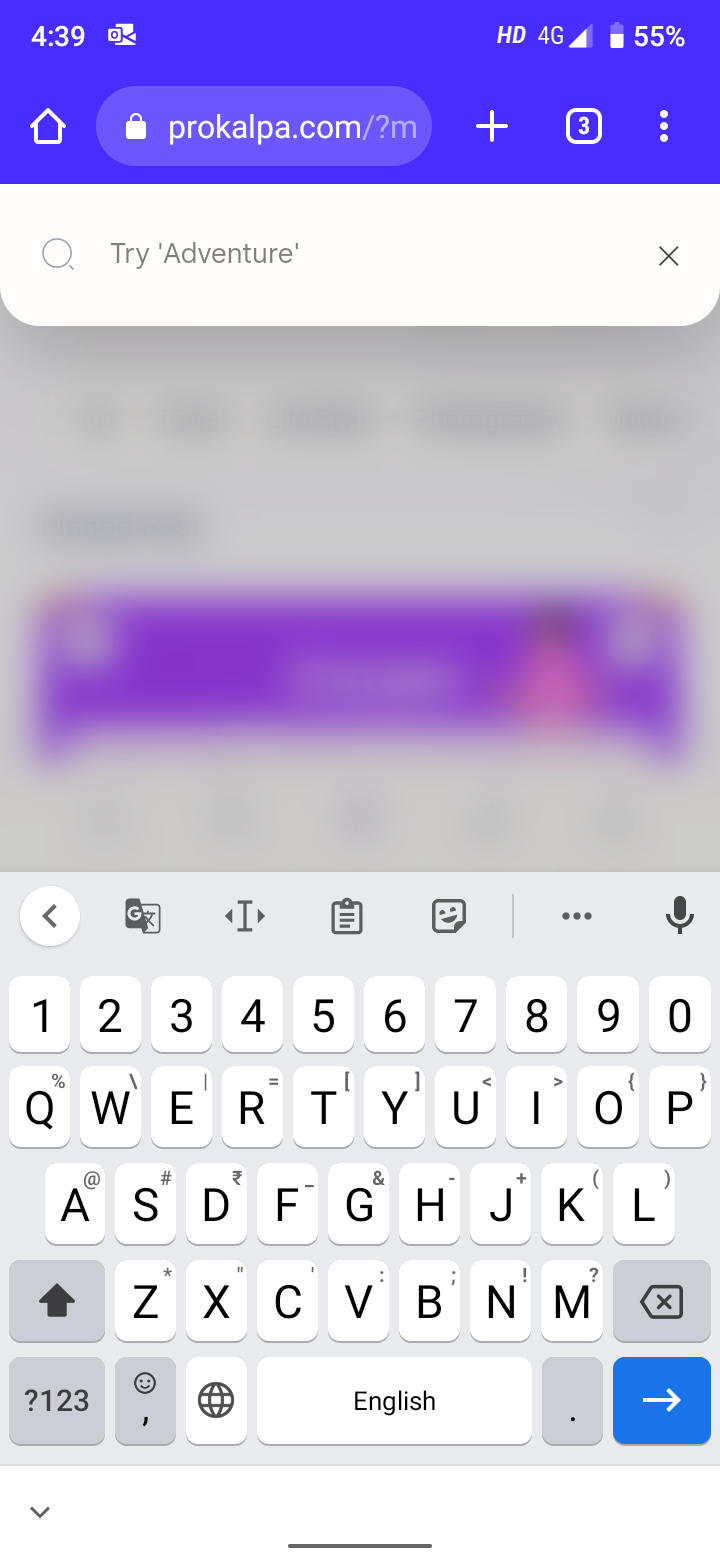 4:39 HD 4G 55%
prokalpa.com/?m 3
Try 'Adventure'
1 2 3 4 5 6 7 8 9 0
% \ | = [ ] < > { }
Q W E R T Y U I O P
@ # ₹ _ & - + ( )
A S D F G H J K L
* " ' : ; ! ?
Z X C V B N M
?123 , English .